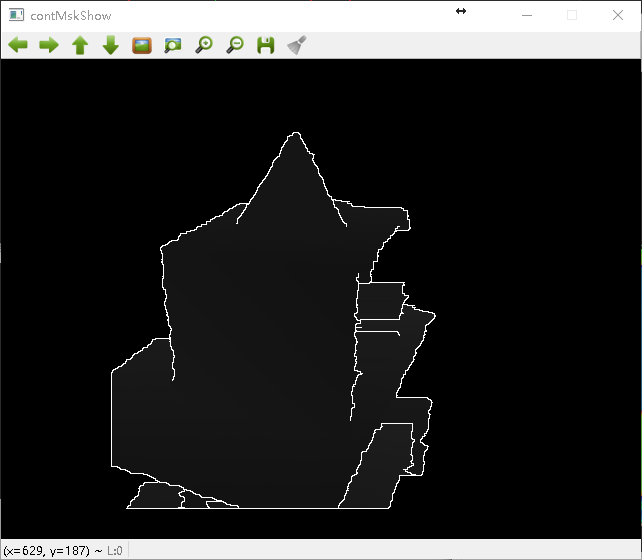 contMskShow
(x=629, y=187) ~ L:0